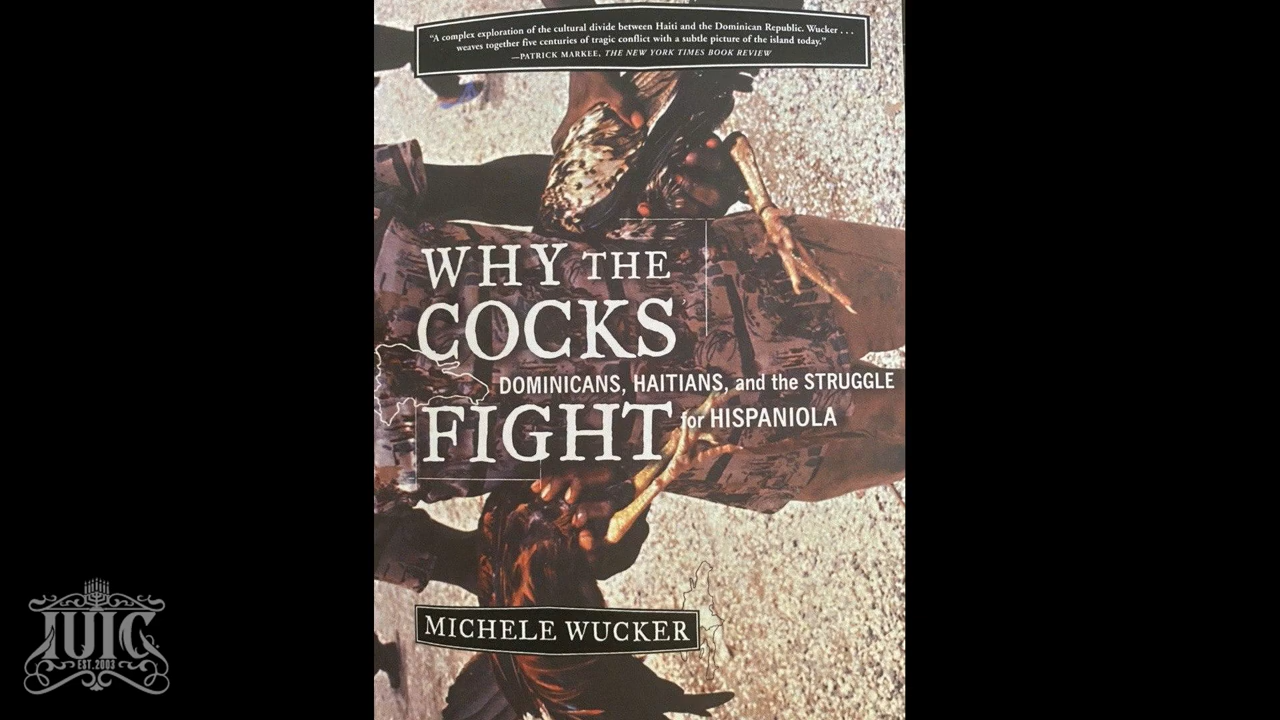 "A complex exploration of the cultural divide between Haiti and the Dominican Republic. Wucker . . .
weaves together five centuries of tragic conflict with a subtle picture of the island today."
—PATRICK MARKEE, THE NEW YORK TIMES BOOK REVIEW
WHY THE
COCKS
DOMINICANS, HAITIANS, and the STRUGGLE
FIGHT for HISPANIOLA
MICHELE WUCKER
IUIC
EST. 2003